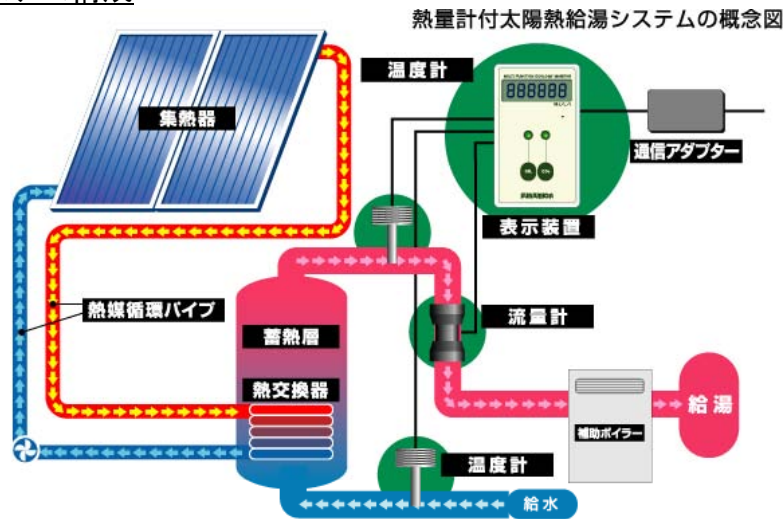 熱量計付太陽熱給湯システムの概念図
温度計
集熱器
888888
通信アダプター
表示装置
熱媒循環パイプ
蓄熱層
流量計
熱交換器
給湯
補助ボイラー
温度計
給水